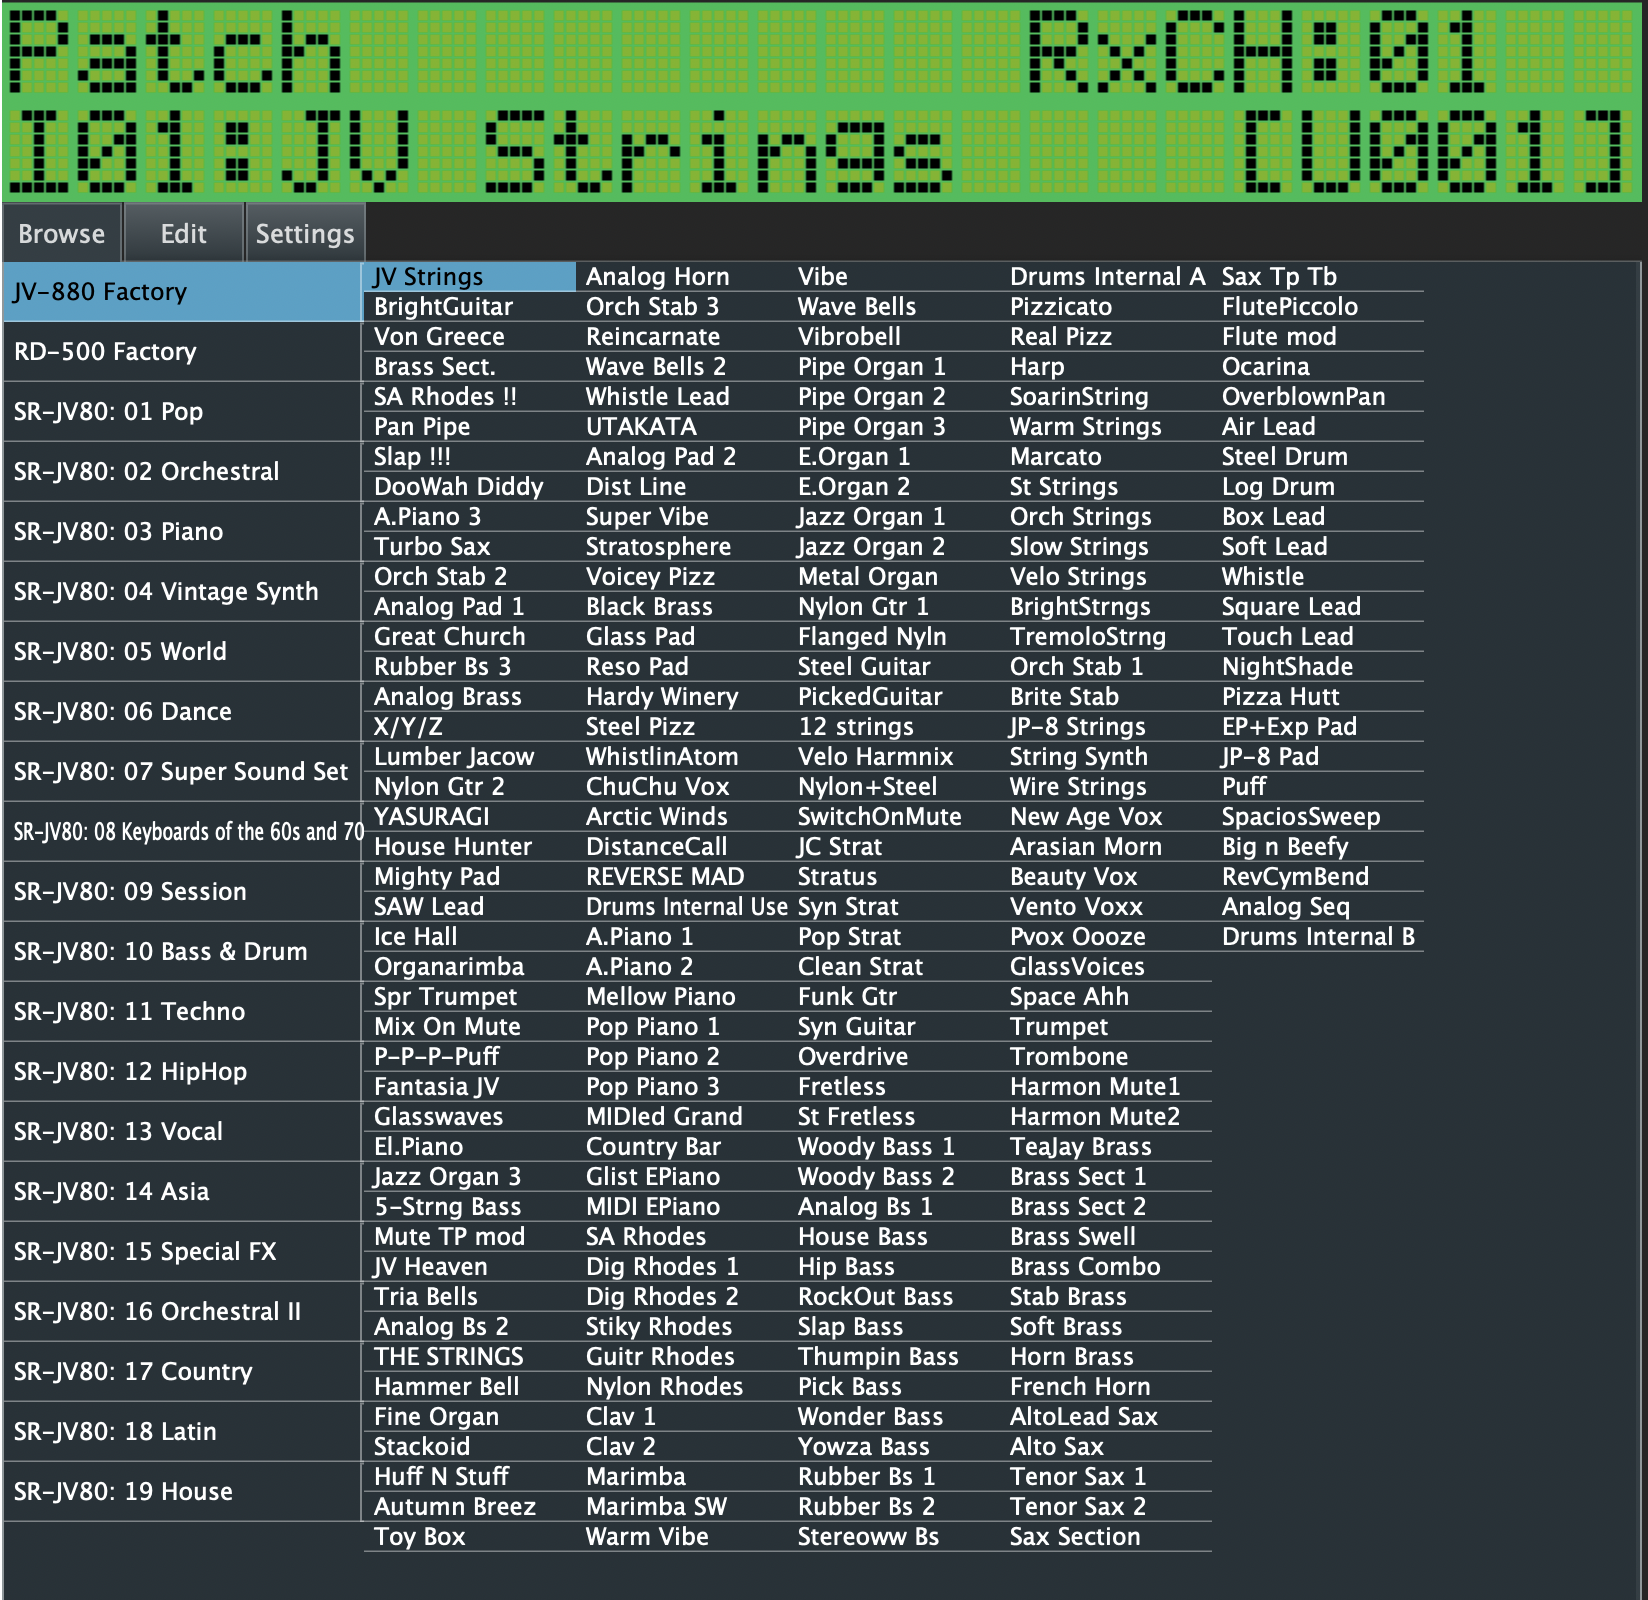 Patch RxCH:01
I01:JV Strings [U001]
Browse Edit Settings
JV-880 Factory
RD-500 Factory
SR-JV80: 01 Pop
SR-JV80: 02 Orchestral
SR-JV80: 03 Piano
SR-JV80: 04 Vintage Synth
SR-JV80: 05 World
SR-JV80: 06 Dance
SR-JV80: 07 Super Sound Set
SR-JV80: 08 Keyboards of the 60s and 70
SR-JV80: 09 Session
SR-JV80: 10 Bass & Drum
SR-JV80: 11 Techno
SR-JV80: 12 HipHop
SR-JV80: 13 Vocal
SR-JV80: 14 Asia
SR-JV80: 15 Special FX
SR-JV80: 16 Orchestral II
SR-JV80: 17 Country
SR-JV80: 18 Latin
SR-JV80: 19 House
JV Strings
BrightGuitar
Von Greece
Brass Sect.
SA Rhodes !!
Pan Pipe
Slap !!!
DooWah Diddy
A.Piano 3
Turbo Sax
Orch Stab 2
Analog Pad 1
Great Church
Rubber Bs 3
Analog Brass
X/Y/Z
Lumber Jacow
Nylon Gtr 2
YASURAGI
House Hunter
Mighty Pad
SAW Lead
Ice Hall
Organarimba
Spr Trumpet
Mix On Mute
P-P-P-Puff
Fantasia JV
Glasswaves
El.Piano
Jazz Organ 3
5-Strng Bass
Mute TP mod
JV Heaven
Tria Bells
Analog Bs 2
THE STRINGS
Hammer Bell
Fine Organ
Stackoid
Huff N Stuff
Autumn Breez
Toy Box
Analog Horn
Orch Stab 3
Reincarnate
Wave Bells 2
Whistle Lead
UTAKATA
Analog Pad 2
Dist Line
Super Vibe
Stratosphere
Voicey Pizz
Black Brass
Glass Pad
Reso Pad
Hardy Winery
Steel Pizz
WhistlinAtom
ChuChu Vox
Arctic Winds
DistanceCall
REVERSE MAD
Drums Internal Use
A.Piano 1
A.Piano 2
Mellow Piano
Pop Piano 1
Pop Piano 2
Pop Piano 3
MIDIed Grand
Country Bar
Glist EPiano
MIDI EPiano
SA Rhodes
Dig Rhodes 1
Dig Rhodes 2
Stiky Rhodes
Guitr Rhodes
Nylon Rhodes
Clav 1
Clav 2
Marimba
Marimba SW
Warm Vibe
Vibe
Wave Bells
Vibrobell
Pipe Organ 1
Pipe Organ 2
Pipe Organ 3
E.Organ 1
E.Organ 2
Jazz Organ 1
Jazz Organ 2
Metal Organ
Nylon Gtr 1
Flanged Nyln
Steel Guitar
PickedGuitar
12 strings
Velo Harmnix
Nylon+Steel
SwitchOnMute
JC Strat
Stratus
Syn Strat
Pop Strat
Clean Strat
Funk Gtr
Syn Guitar
Overdrive
Fretless
St Fretless
Woody Bass 1
Woody Bass 2
Analog Bs 1
House Bass
Hip Bass
RockOut Bass
Slap Bass
Thumpin Bass
Pick Bass
Wonder Bass
Yowza Bass
Rubber Bs 1
Rubber Bs 2
Stereoww Bs
Drums Internal A
Pizzicato
Real Pizz
Harp
SoarinString
Warm Strings
Marcato
St Strings
Orch Strings
Slow Strings
Velo Strings
BrightStrngs
TremoloStrng
Orch Stab 1
Brite Stab
JP-8 Strings
String Synth
Wire Strings
New Age Vox
Arasian Morn
Beauty Vox
Vento Voxx
Pvox Oooze
GlassVoices
Space Ahh
Trumpet
Trombone
Harmon Mute1
Harmon Mute2
TeaJay Brass
Brass Sect 1
Brass Sect 2
Brass Swell
Brass Combo
Stab Brass
Soft Brass
Horn Brass
French Horn
AltoLead Sax
Alto Sax
Tenor Sax 1
Tenor Sax 2
Sax Section
Sax Tp Tb
FlutePiccolo
Flute mod
Ocarina
OverblownPan
Air Lead
Steel Drum
Log Drum
Box Lead
Soft Lead
Whistle
Square Lead
Touch Lead
NightShade
Pizza Hutt
EP+Exp Pad
JP-8 Pad
Puff
SpaciosSweep
Big n Beefy
RevCymBend
Analog Seq
Drums Internal B